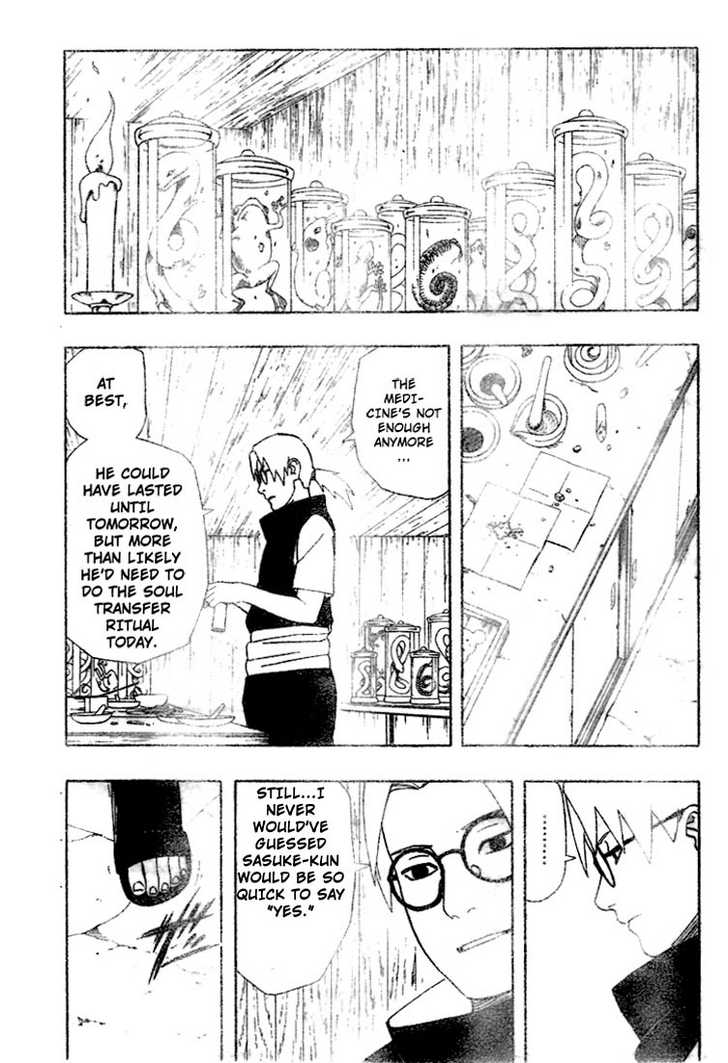 THE
MEDI-
CINE'S NOT
ENOUGH
ANYMORE
...
AT
BEST,
HE COULD
HAVE LASTED
UNTIL
TOMORROW,
BUT MORE
THAN LIKELY
HE'D NEED TO
DO THE SOUL
TRANSFER
RITUAL
TODAY.
.........
STILL...I
NEVER
WOULD'VE
GUESSED
SASUKE-KUN
WOULD BE SO
QUICK TO SAY
"YES."